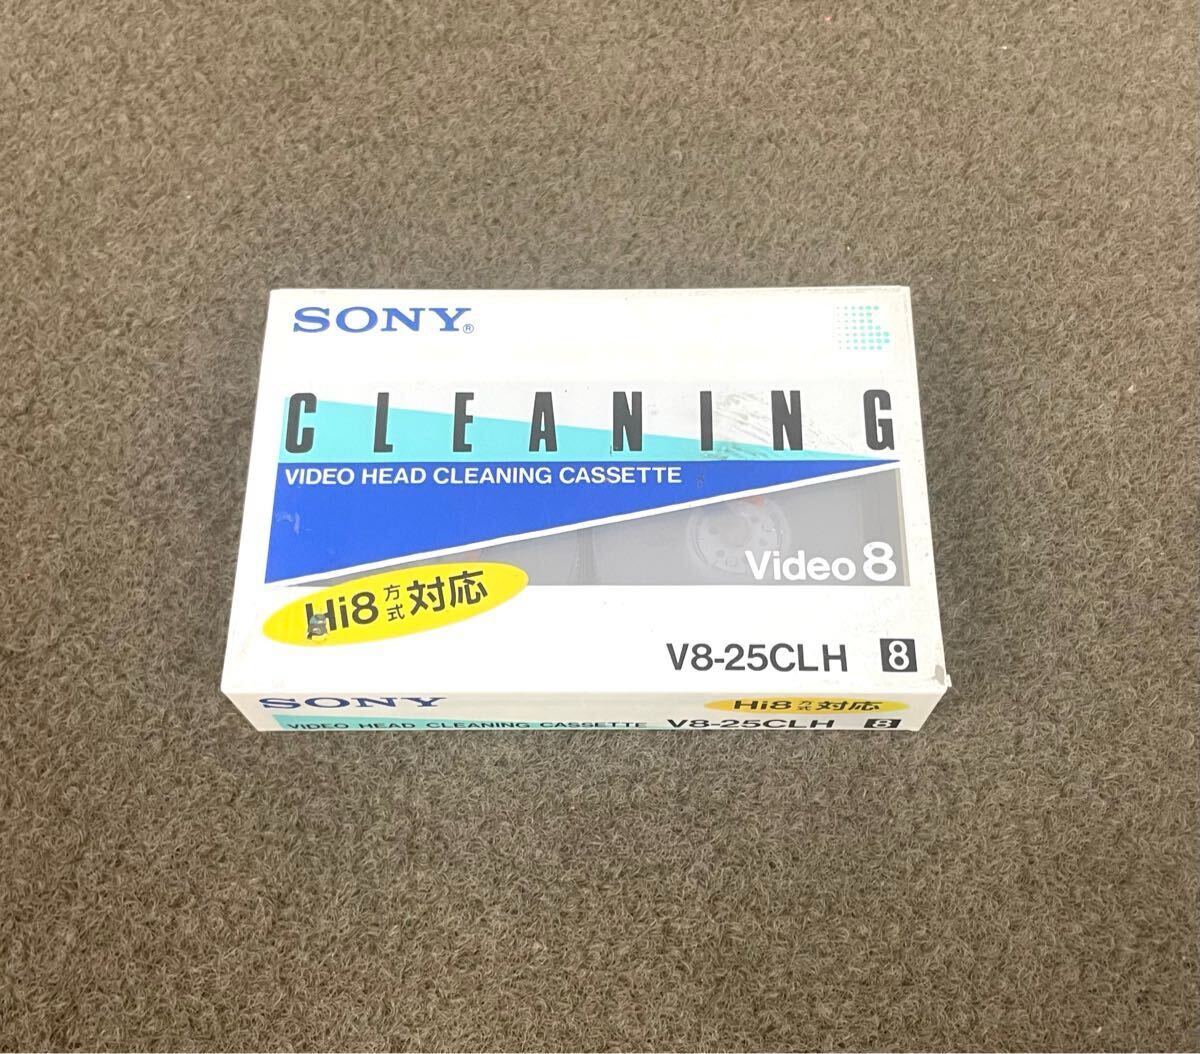 SONY®
CLEANING
VIDEO HEAD CLEANING CASSETTE
Video 8
Hi8方式対応
V8-25CLH 8
SONY
Hi8方式対応
VIDEO HEAD CLEANING CASSETTE V8-25CLH 8